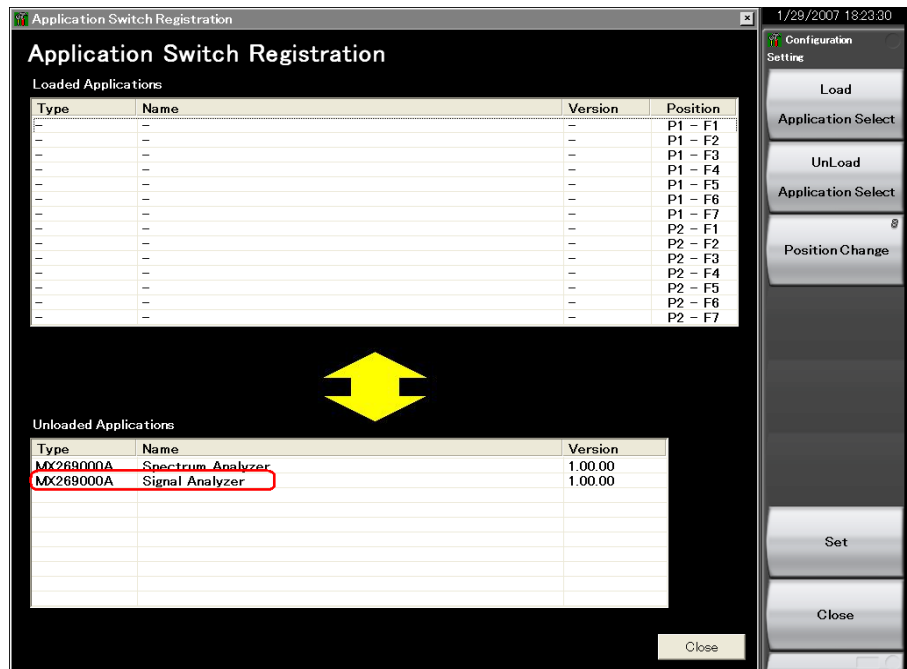 Application Switch Registration
1/29/2007 18:23:30
Application Switch Registration
Loaded Applications
Type Name Version Position
– – – P1 – F1
– – – P1 – F2
– – – P1 – F3
– – – P1 – F4
– – – P1 – F5
– – – P1 – F6
– – – P1 – F7
– – – P2 – F1
– – – P2 – F2
– – – P2 – F3
– – – P2 – F4
– – – P2 – F5
– – – P2 – F6
– – – P2 – F7
Unloaded Applications
Type Name Version
MX269000A Spectrum Analyzer 1.00.00
MX269000A Signal Analyzer 1.00.00
Close
Configuration
Setting
Load
Application Select
UnLoad
Application Select
8
Position Change
Set
Close